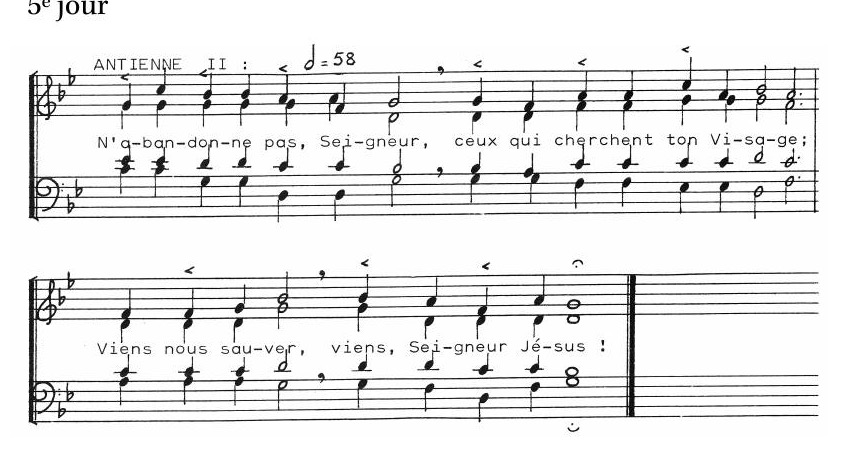 5e jour
ANTIENNE II : 𝅗𝅥 = 58
N'a-ban-don-ne pas, Sei-gneur, ceux qui cherchent ton Vi-sa-ge;
Viens nous sau-ver, viens, Sei-gneur Jé-sus !